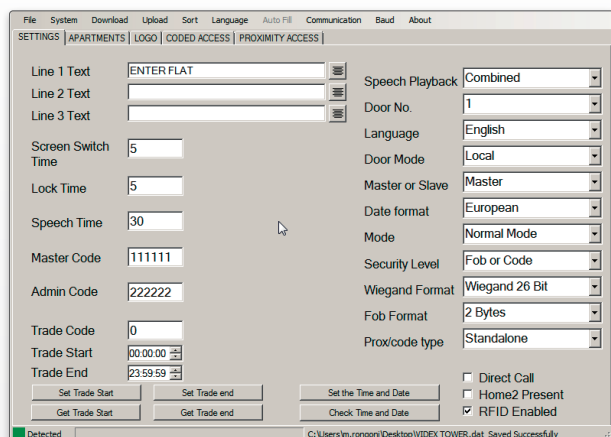 File System Download Upload Sort Language Auto Fill Communication Baud About
SETTINGS APARTMENTS LOGO CODED ACCESS PROXIMITY ACCESS
Line 1 Text ENTER FLAT
Line 2 Text
Line 3 Text
Screen Switch Time 5
Lock Time 5
Speech Time 30
Master Code 111111
Admin Code 222222
Trade Code 0
Trade Start 00:00:00
Trade End 23:59:59
Set Trade Start Set Trade end
Get Trade Start Get Trade end
Speech Playback Combined
Door No. 1
Language English
Door Mode Local
Master or Slave Master
Date format European
Mode Normal Mode
Security Level Fob or Code
Wiegand Format Wiegand 26 Bit
Fob Format 2 Bytes
Prox/code type Standalone
Set the Time and Date
Check Time and Date
Direct Call
Home2 Present
RFID Enabled
Detected C:\Users\m.rongoni\Desktop\VIDEX TOWER.dat Saved Successfully